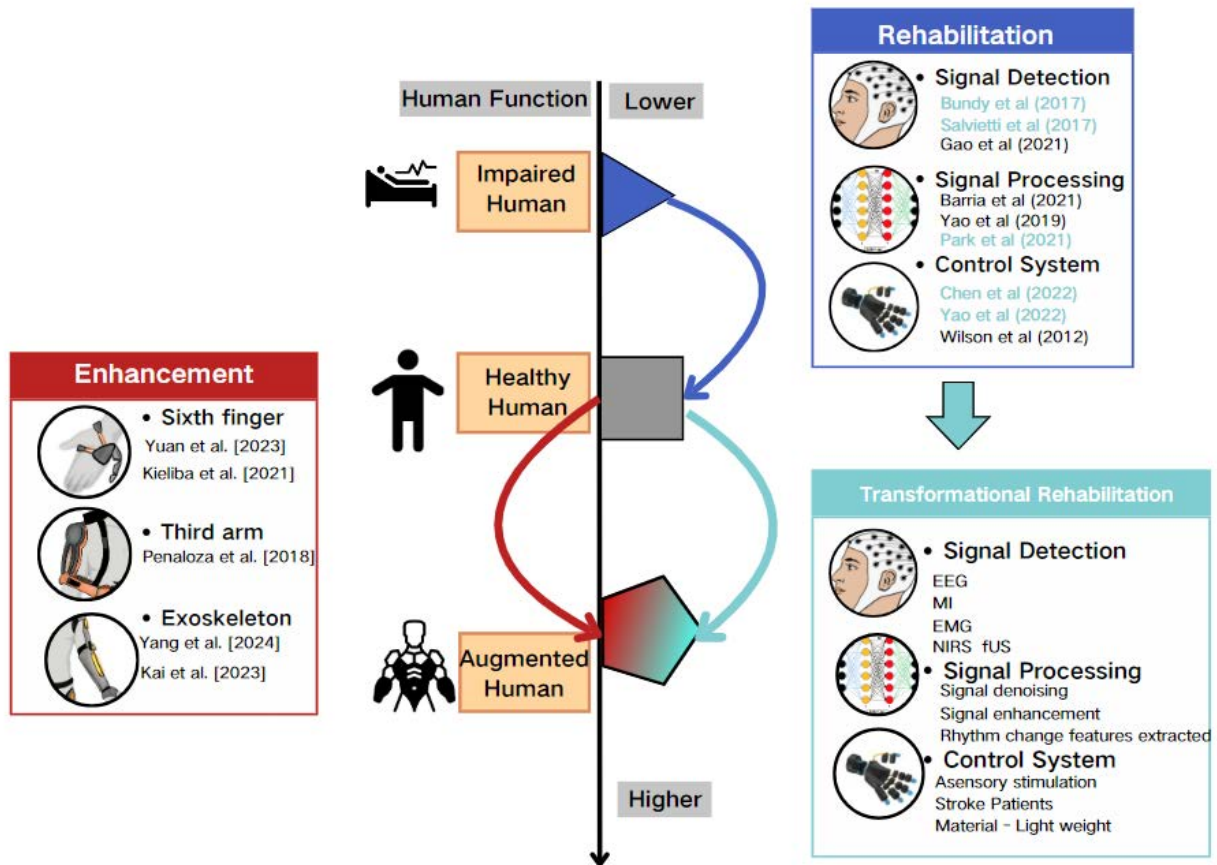 Human Function
Lower
Impaired
Human
Healthy
Human
Augmented
Human
Higher
Enhancement
• Sixth finger
Yuan et al. [2023]
Kieliba et al. [2021]
• Third arm
Penaloza et al. [2018]
• Exoskeleton
Yang et al. [2024]
Kai et al. [2023]
Rehabilitation
• Signal Detection
Bundy et al (2017)
Salvietti et al (2017)
Gao et al (2021)
• Signal Processing
Barria et al (2021)
Yao et al (2019)
Park et al (2021)
• Control System
Chen et al (2022)
Yao et al (2022)
Wilson et al (2012)
Transformational Rehabilitation
• Signal Detection
EEG
MI
EMG
NIRS fUS
• Signal Processing
Signal denoising
Signal enhancement
Rhythm change features extracted
• Control System
Asensory stimulation
Stroke Patients
Material - Light weight